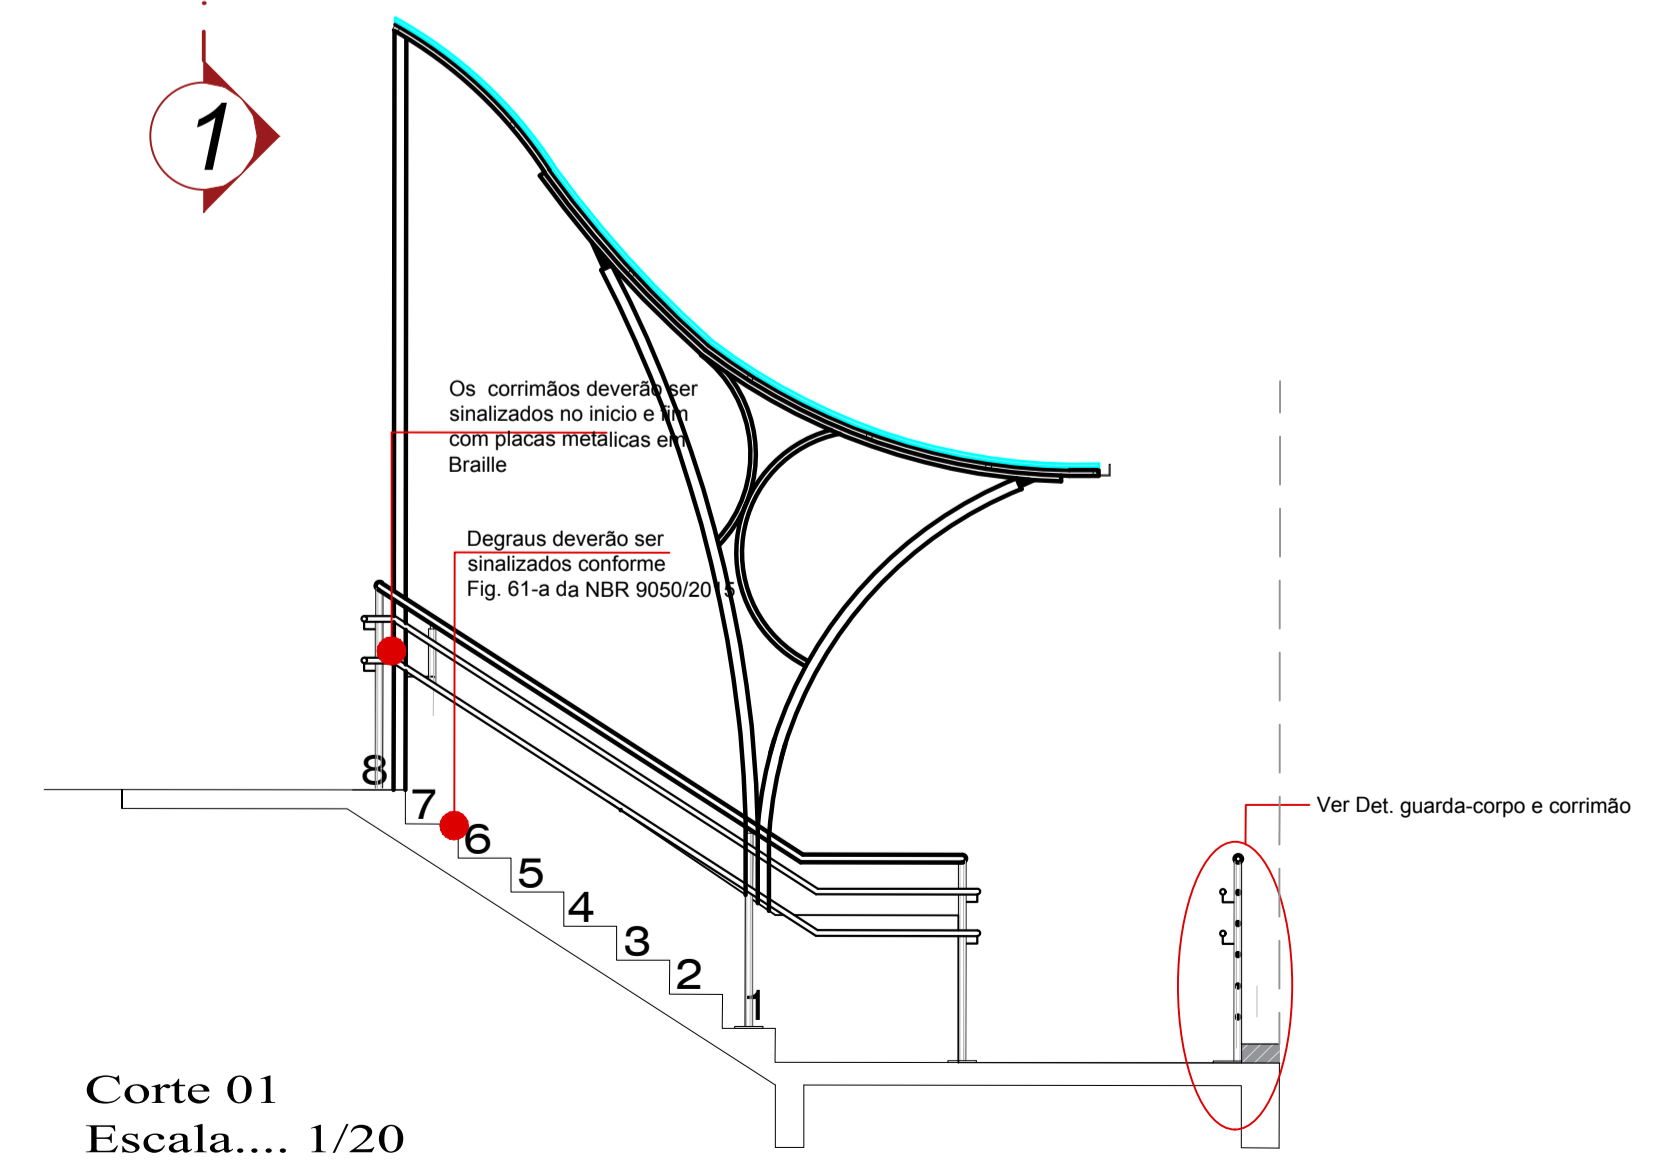 1
Os corrimãos deverão ser
sinalizados no inicio e fim
com placas metálicas em
Braille
Degraus deverão ser
sinalizados conforme
Fig. 61-a da NBR 9050/2015
8
7
6
5
4
3
2
1
Ver Det. guarda-corpo e corrimão
Corte 01
Escala.... 1/20